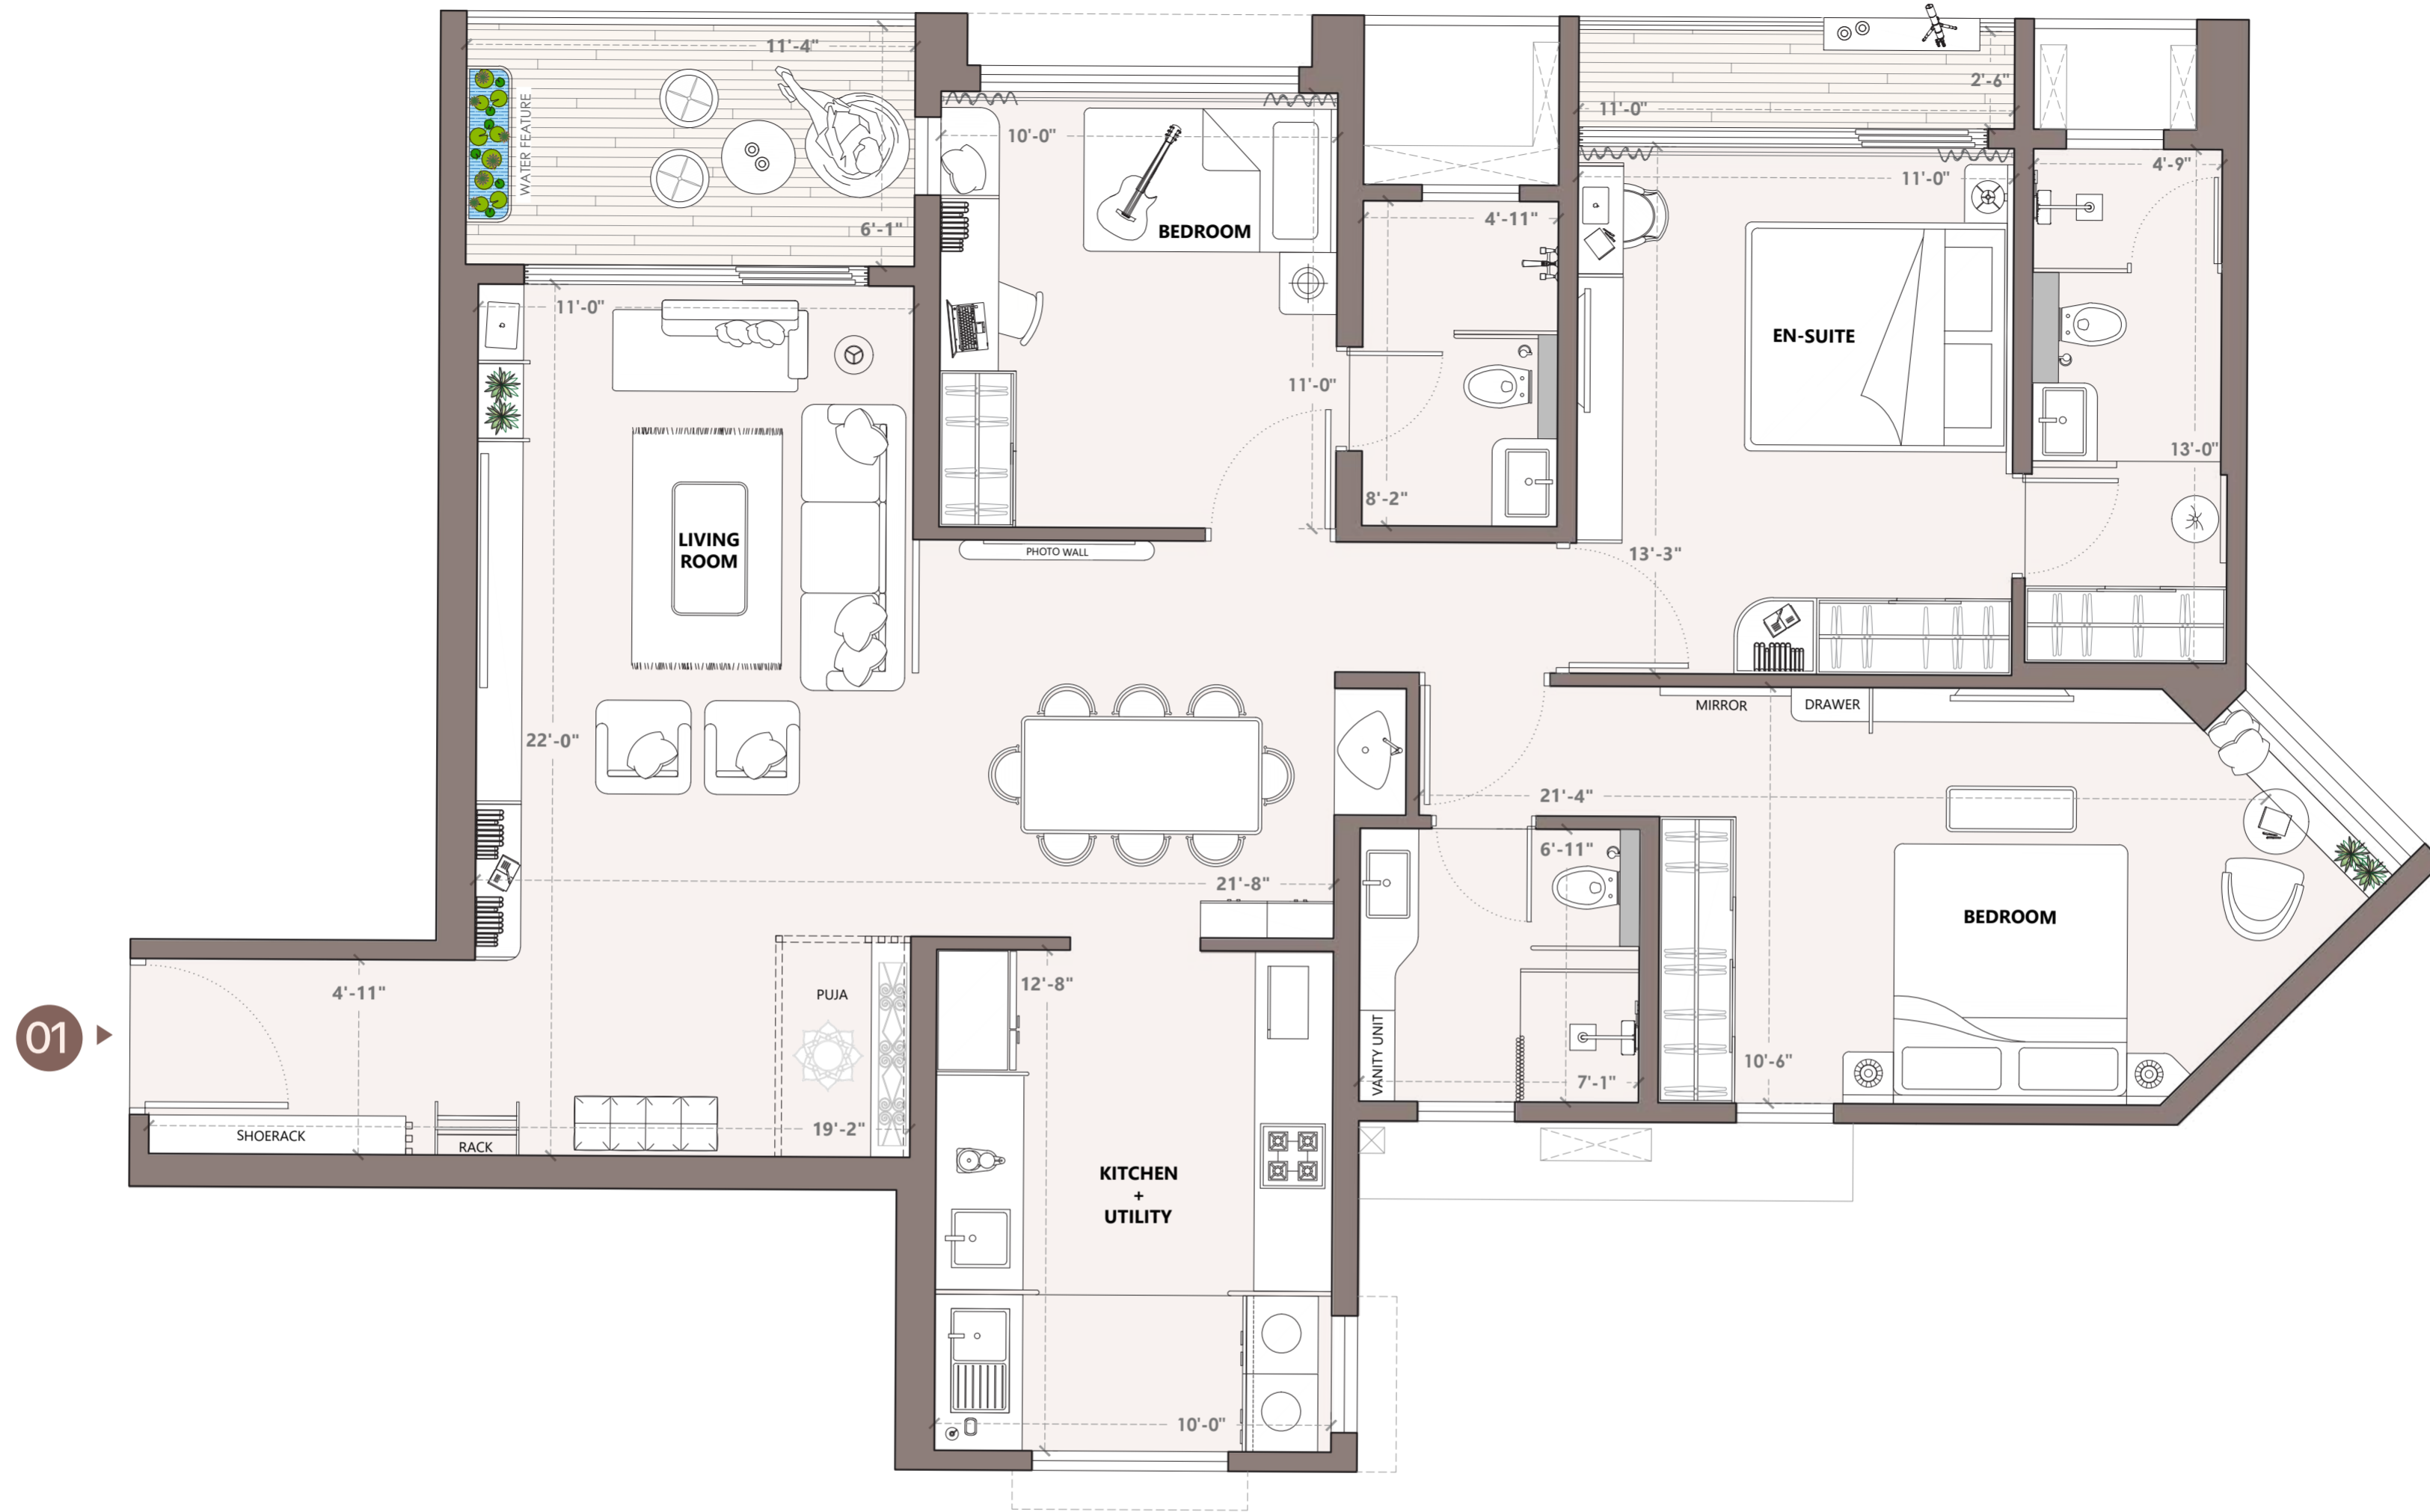 11'-4"
2'-6"
11'-0"
WATER FEATURE
10'-0"
4'-9"
11'-0"
4'-11"
6'-1"
BEDROOM
11'-0"
EN-SUITE
11'-0"
13'-0"
8'-2"
LIVING
ROOM
PHOTO WALL
13'-3"
MIRROR
DRAWER
22'-0"
21'-4"
6'-11"
21'-8"
BEDROOM
4'-11"
PUJA
12'-8"
01
VANITY UNIT
10'-6"
7'-1"
19'-2"
SHOERACK
RACK
KITCHEN
+
UTILITY
10'-0"